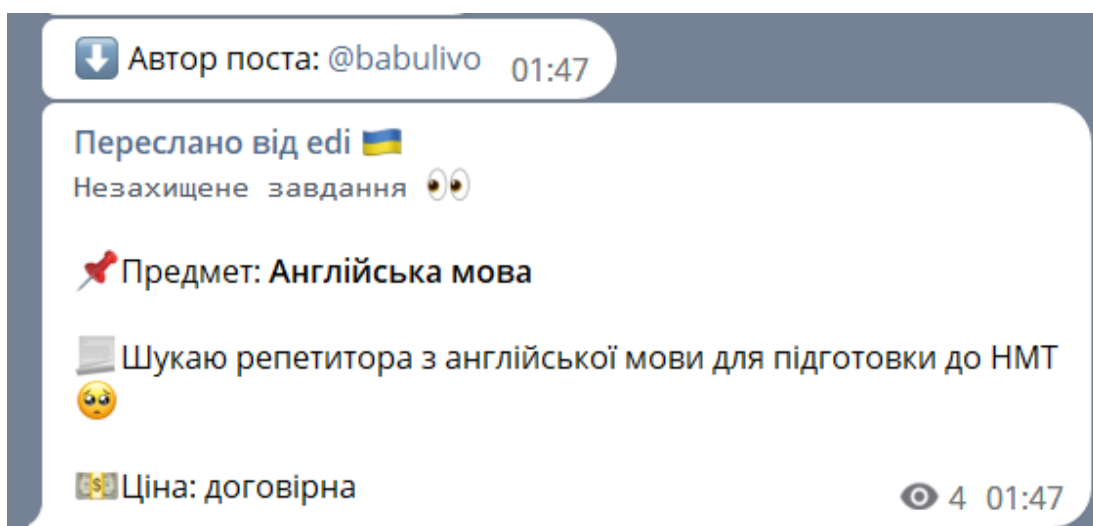 ⬇️ Автор поста: @babulivo 01:47
Переслано від edi 🇺🇦
Незахищене завдання 👀
📌Предмет: Англійська мова
📃Шукаю репетитора з англійської мови для підготовки до НМТ
🥺
💵Ціна: договірна 4 01:47